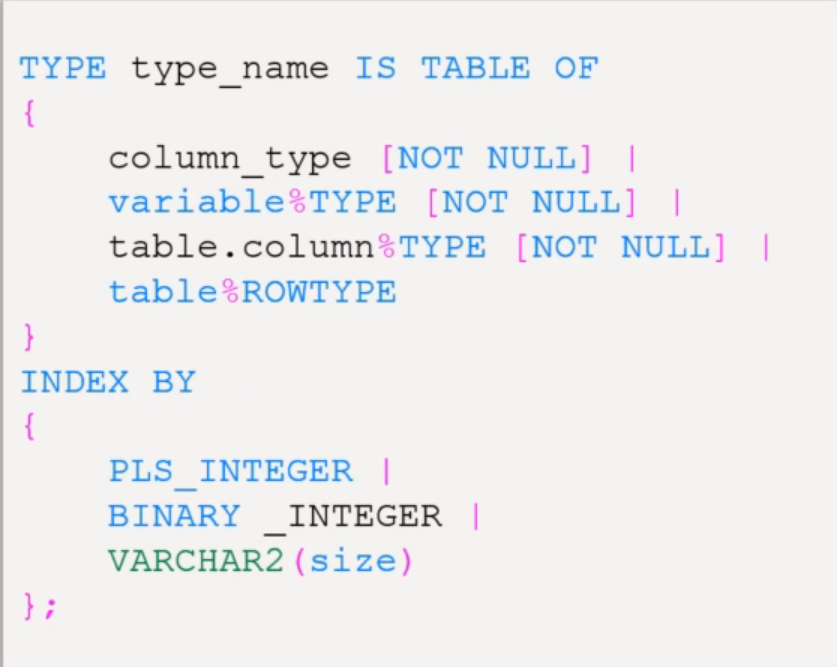 TYPE type_name IS TABLE OF
{
column_type [NOT NULL] |
variable%TYPE [NOT NULL] |
table.column%TYPE [NOT NULL] |
table%ROWTYPE
}
INDEX BY
{
PLS_INTEGER |
BINARY _INTEGER |
VARCHAR2(size)
};